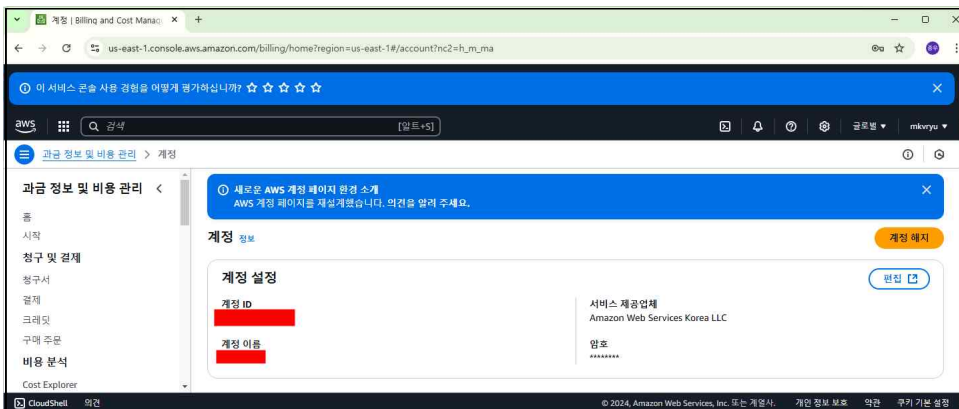 계정 | Billing and Cost Manag
us-east-1.console.aws.amazon.com/billing/home?region=us-east-1#/account?nc2=h_m_ma
이 서비스 콘솔 사용 경험을 어떻게 평가하십니까?
aws
검색
[알트+S]
글로벌
mkvryu
과금 정보 및 비용 관리 > 계정
과금 정보 및 비용 관리
홈
시작
청구 및 결제
청구서
결제
크레딧
구매 주문
비용 분석
Cost Explorer
새로운 AWS 계정 페이지 환경 소개
AWS 계정 페이지를 재설계했습니다. 의견을 알려 주세요.
계정 정보
계정 해지
계정 설정
편집
계정 ID
서비스 제공업체
Amazon Web Services Korea LLC
계정 이름
암호
********
CloudShell 의견
© 2024, Amazon Web Services, Inc. 또는 계열사.
개인 정보 보호 약관 쿠키 기본 설정